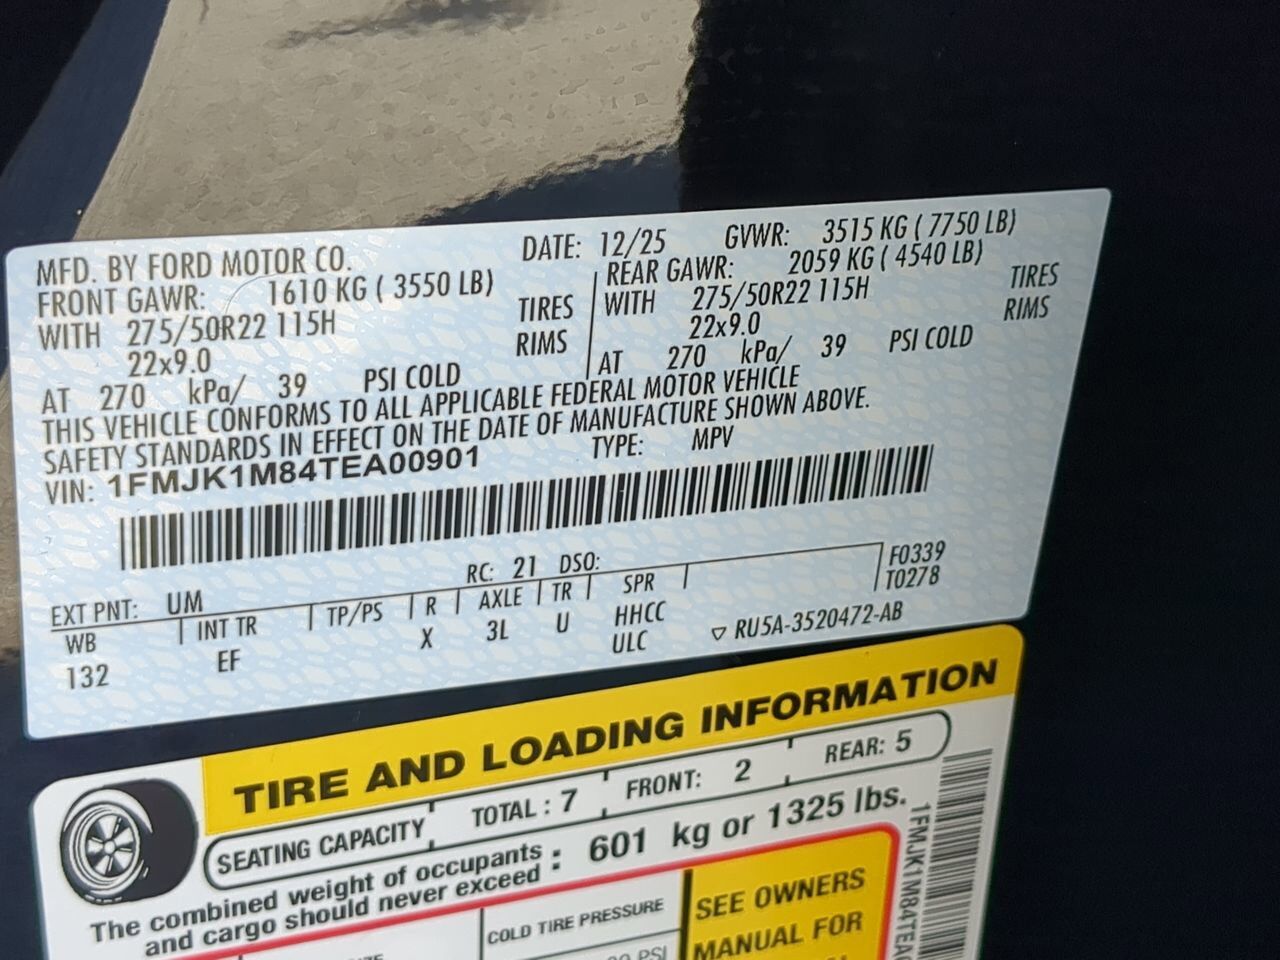 MFD. BY FORD MOTOR CO. DATE: 12/25 GVWR: 3515 KG ( 7750 LB)
FRONT GAWR: 1610 KG ( 3550 LB) REAR GAWR: 2059 KG ( 4540 LB)
WITH 275/50R22 115H TIRES WITH 275/50R22 115H TIRES
22x9.0 RIMS 22x9.0 RIMS
AT 270 kPa/ 39 PSI COLD AT 270 kPa/ 39 PSI COLD
THIS VEHICLE CONFORMS TO ALL APPLICABLE FEDERAL MOTOR VEHICLE
SAFETY STANDARDS IN EFFECT ON THE DATE OF MANUFACTURE SHOWN ABOVE.
VIN: 1FMJK1M84TEA00901 TYPE: MPV
EXT PNT: UM RC: 21 DSO: F0339
WB INT TR TP/PS R AXLE TR SPR T0278
132 EF X 3L U HHCC
ULC ▽ RU5A-3520472-AB
TIRE AND LOADING INFORMATION
SEATING CAPACITY TOTAL : 7 FRONT: 2 REAR: 5
The combined weight of occupants
and cargo should never exceed : 601 kg or 1325 lbs.
COLD TIRE PRESSURE
PSI
SEE OWNERS
MANUAL FOR
1FMJK1M84TEA